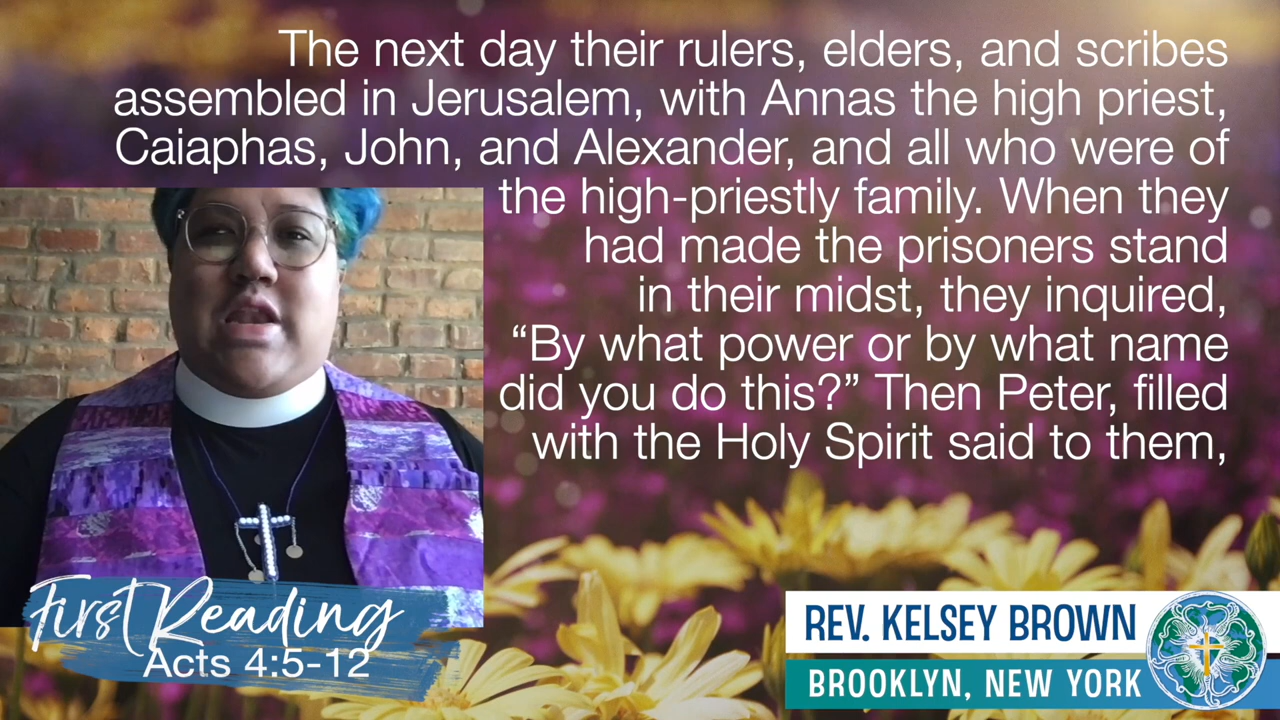 The next day their rulers, elders, and scribes
assembled in Jerusalem, with Annas the high priest,
Caiaphas, John, and Alexander, and all who were of
the high-priestly family. When they
had made the prisoners stand
in their midst, they inquired,
“By what power or by what name
did you do this?” Then Peter, filled
with the Holy Spirit said to them,
First Reading
Acts 4:5-12
REV. KELSEY BROWN
BROOKLYN, NEW YORK